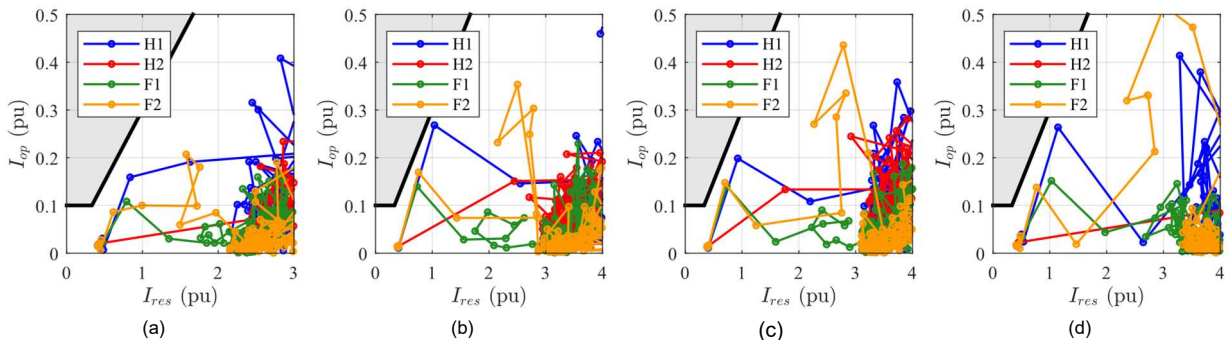 0.5
0.4
0.3
0.2
0.1
0
I_op (pu)
H1
H2
F1
F2
0 1 2 3
I_res (pu)
(a)
0.5
0.4
0.3
0.2
0.1
0
I_op (pu)
H1
H2
F1
F2
0 1 2 3 4
I_res (pu)
(b)
0.5
0.4
0.3
0.2
0.1
0
I_op (pu)
H1
H2
F1
F2
0 1 2 3 4
I_res (pu)
(c)
0.5
0.4
0.3
0.2
0.1
0
I_op (pu)
H1
H2
F1
F2
0 1 2 3 4
I_res (pu)
(d)